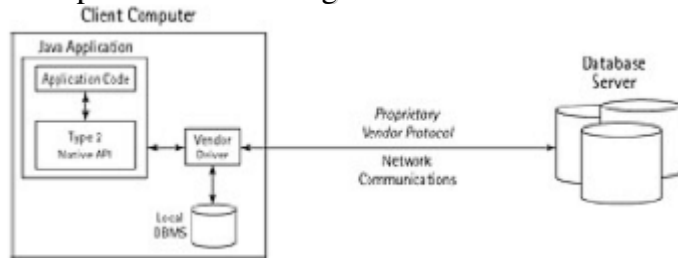 Client Computer
Java Application
Application Code
Type 2
Native API
Vendor
Driver
Local
DBMS
Proprietary
Vendor Protocol
Network
Communications
Database
Server